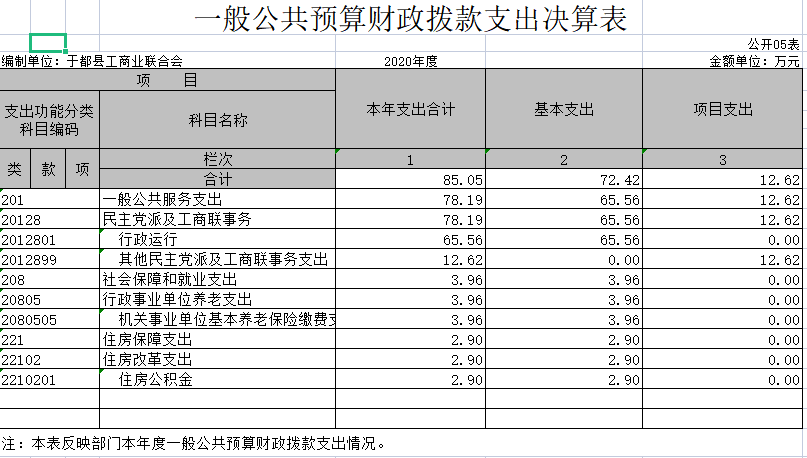 一般公共预算财政拨款支出决算表
公开05表
编制单位：于都县工商业联合会 2020年度 金额单位：万元
项 目 本年支出合计 基本支出 项目支出
支出功能分类科目编码 科目名称
类 款 项 栏次 1 2 3
合计 85.05 72.42 12.62
201 一般公共服务支出 78.19 65.56 12.62
20128 民主党派及工商联事务 78.19 65.56 12.62
2012801 行政运行 65.56 65.56 0.00
2012899 其他民主党派及工商联事务支出 12.62 0.00 12.62
208 社会保障和就业支出 3.96 3.96 0.00
20805 行政事业单位养老支出 3.96 3.96 0.00
2080505 机关事业单位基本养老保险缴费 3.96 3.96 0.00
221 住房保障支出 2.90 2.90 0.00
22102 住房改革支出 2.90 2.90 0.00
2210201 住房公积金 2.90 2.90 0.00
注：本表反映部门本年度一般公共预算财政拨款支出情况。